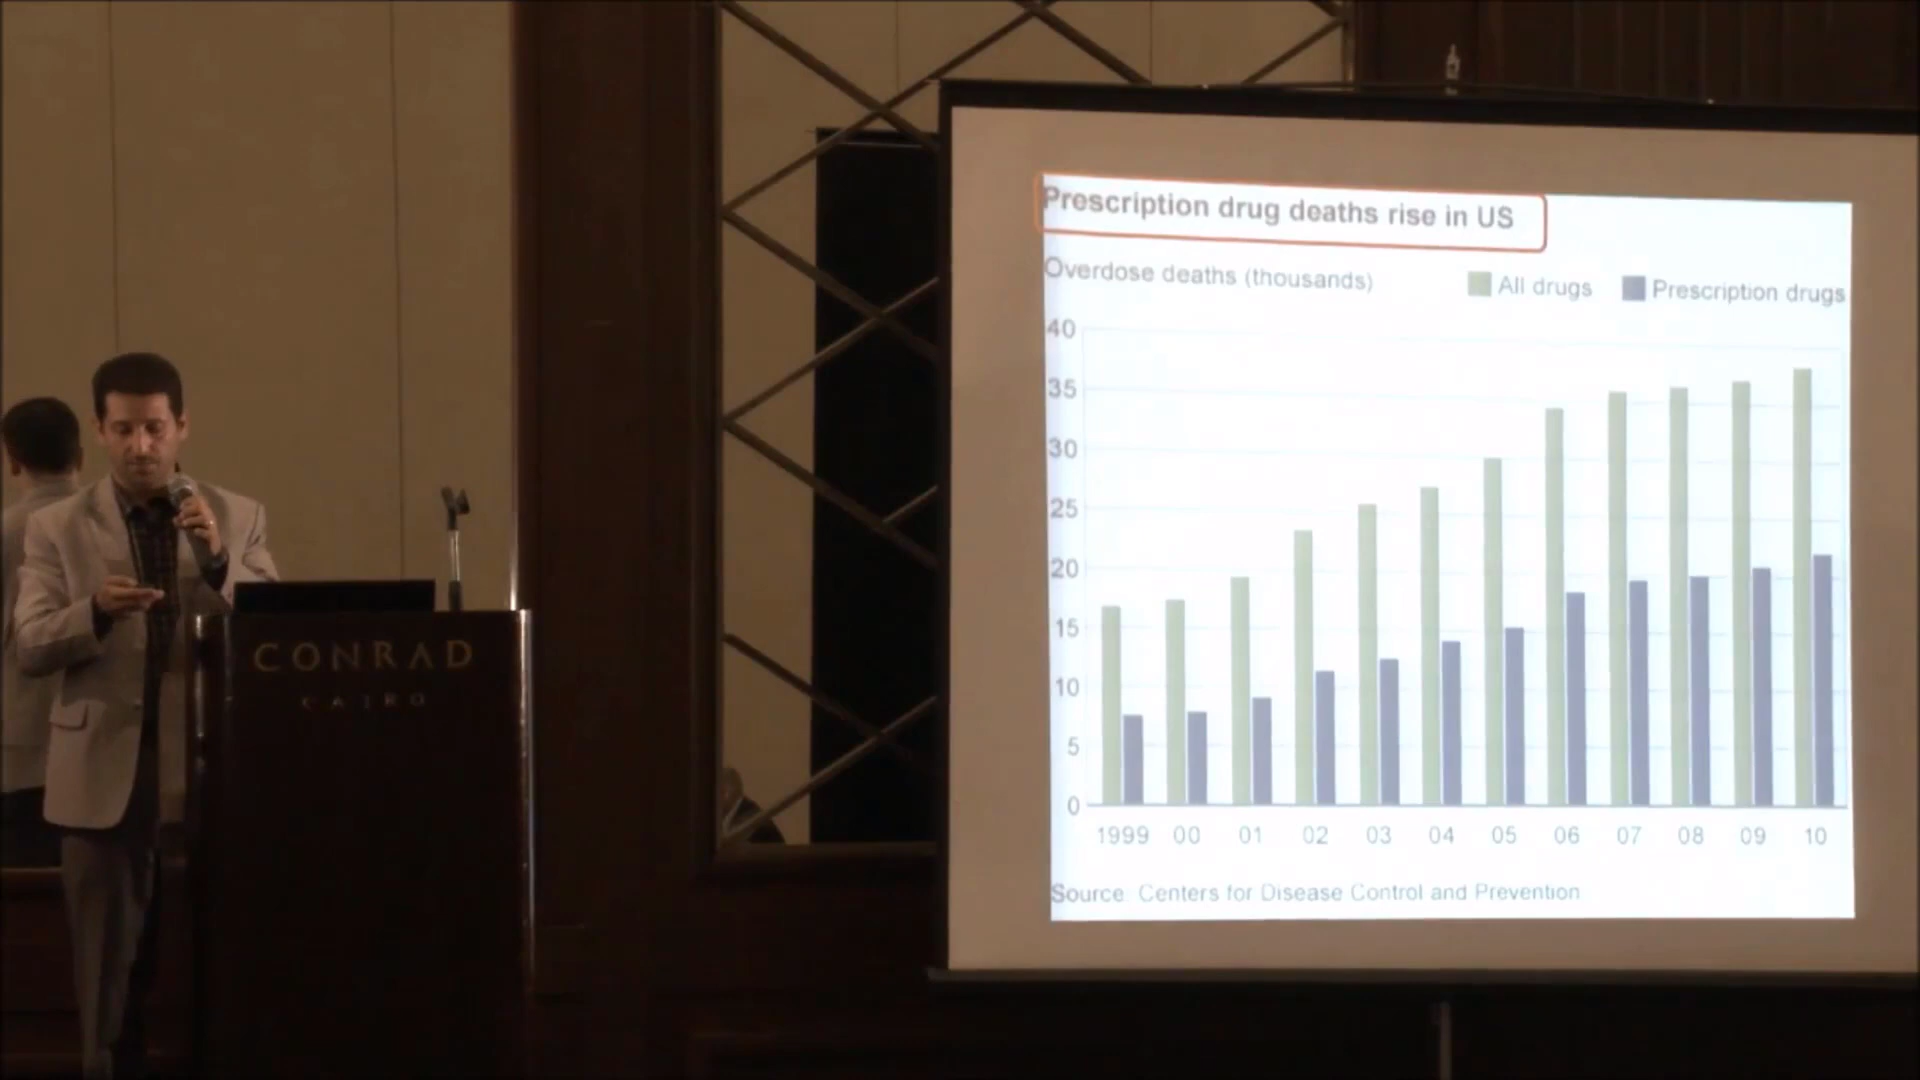 CONRAD
CAIRO
Prescription drug deaths rise in US
Overdose deaths (thousands)
All drugs
Prescription drugs
40
35
30
25
20
15
10
5
0
1999 00 01 02 03 04 05 06 07 08 09 10
Source: Centers for Disease Control and Prevention